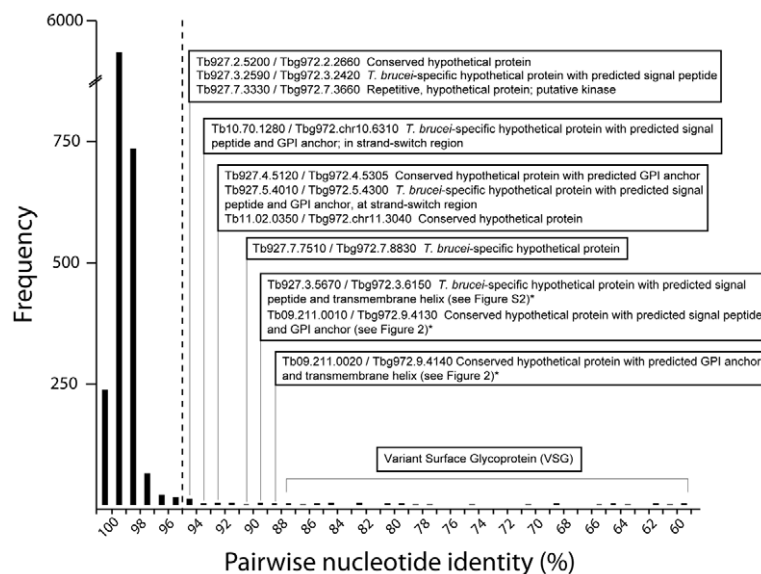 6000
750
500
250
Frequency
Tb927.2.5200 / Tbg972.2.2660 Conserved hypothetical protein
Tb927.3.2590 / Tbg972.3.2420 T. brucei-specific hypothetical protein with predicted signal peptide
Tb927.7.3330 / Tbg972.7.3660 Repetitive, hypothetical protein; putative kinase
Tb10.70.1280 / Tbg972.chr10.6310 T. brucei-specific hypothetical protein with predicted signal
peptide and GPI anchor; in strand-switch region
Tb927.4.5120 / Tbg972.4.5305 Conserved hypothetical protein with predicted GPI anchor
Tb927.5.4010 / Tbg972.5.4300 T. brucei-specific hypothetical protein with predicted signal
peptide and GPI anchor, at strand-switch region
Tb11.02.0350 / Tbg972.chr11.3040 Conserved hypothetical protein
Tb927.7.7510 / Tbg972.7.8830 T. brucei-specific hypothetical protein
Tb927.3.5670 / Tbg972.3.6150 T. brucei-specific hypothetical protein with predicted signal
peptide and transmembrane helix (see Figure S2)*
Tb09.211.0010 / Tbg972.9.4130 Conserved hypothetical protein with predicted signal peptide
and GPI anchor (see Figure 2)*
Tb09.211.0020 / Tbg972.9.4140 Conserved hypothetical protein with predicted GPI anchor
and transmembrane helix (see Figure 2)*
Variant Surface Glycoprotein (VSG)
100 98 96 94 92 90 88 86 84 82 80 78 76 74 72 70 68 66 64 62 60
Pairwise nucleotide identity (%)